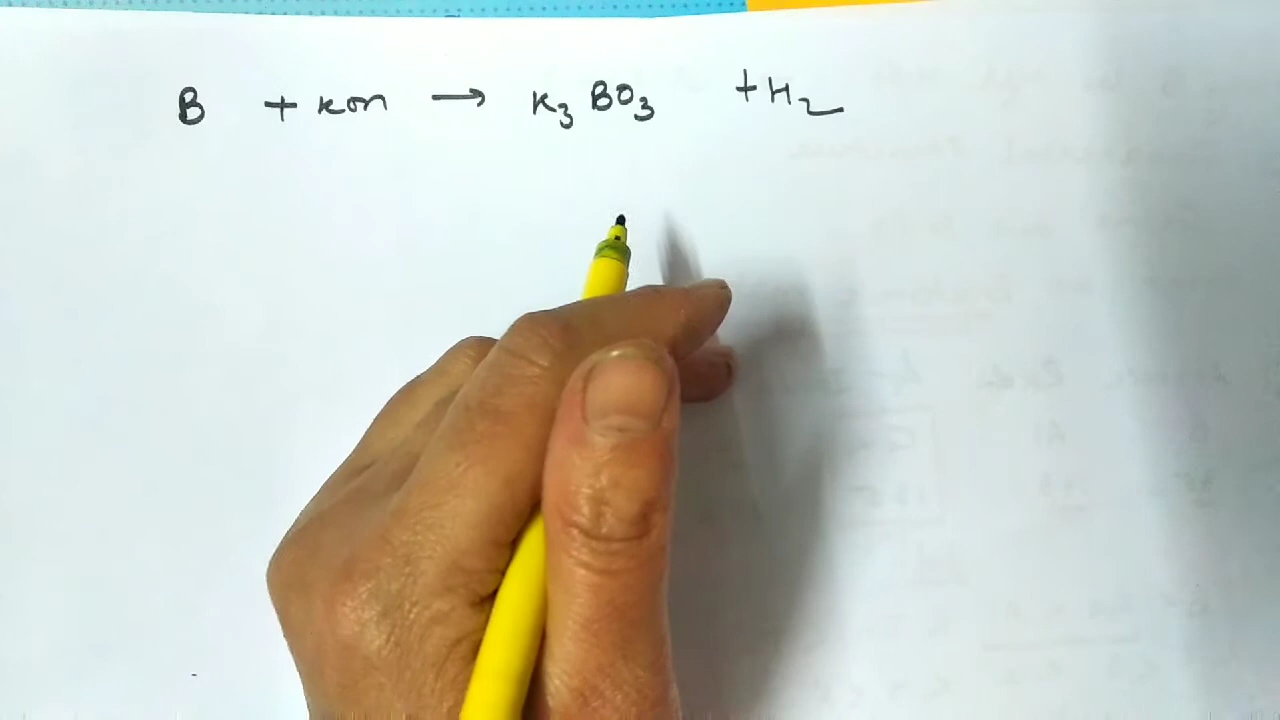 B + KOH → K₃BO₃ + H₂